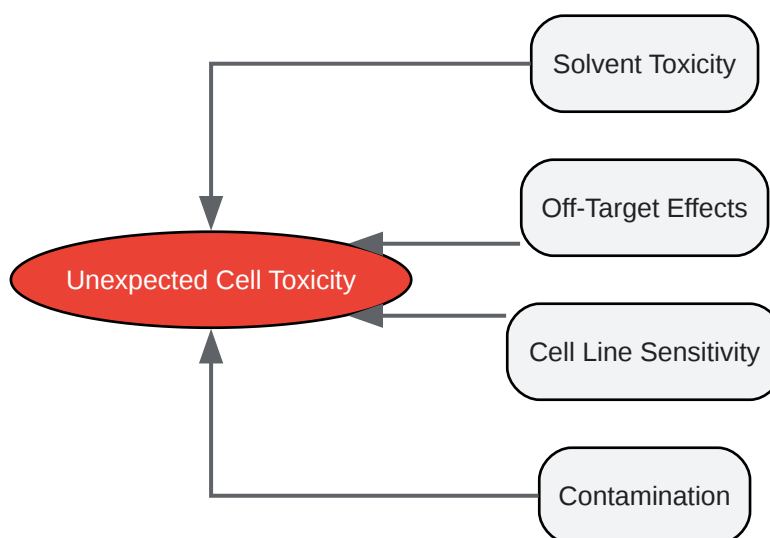 Solvent Toxicity
Off-Target Effects
Unexpected Cell Toxicity
Cell Line Sensitivity
Contamination